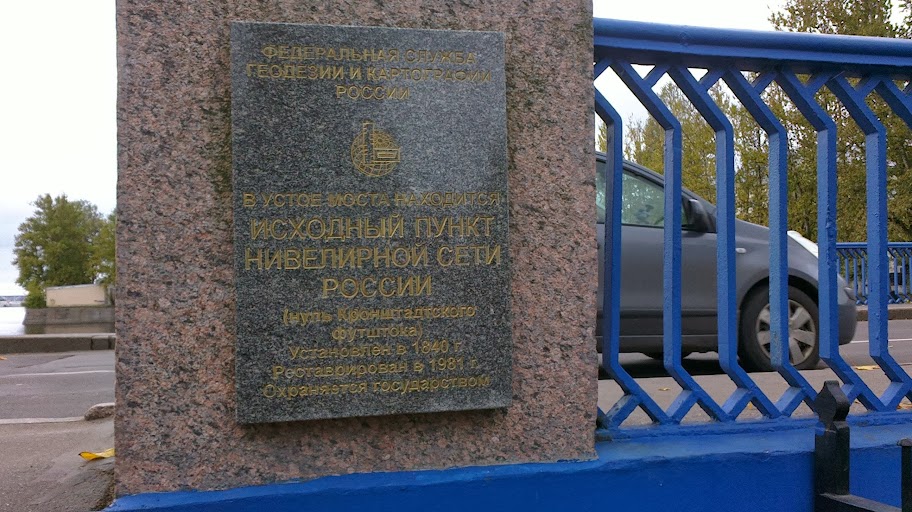 ФЕДЕРАЛЬНАЯ СЛУЖБА
ГЕОДЕЗИИ И КАРТОГРАФИИ
РОССИИ
В УСТОЕ МОСТА НАХОДИТСЯ
ИСХОДНЫЙ ПУНКТ
НИВЕЛИРНОЙ СЕТИ
РОССИИ
(нуль Кронштадтского
футштока)
Установлен в 1840 г.
Реставрирован в 1981 г.
Охраняется государством